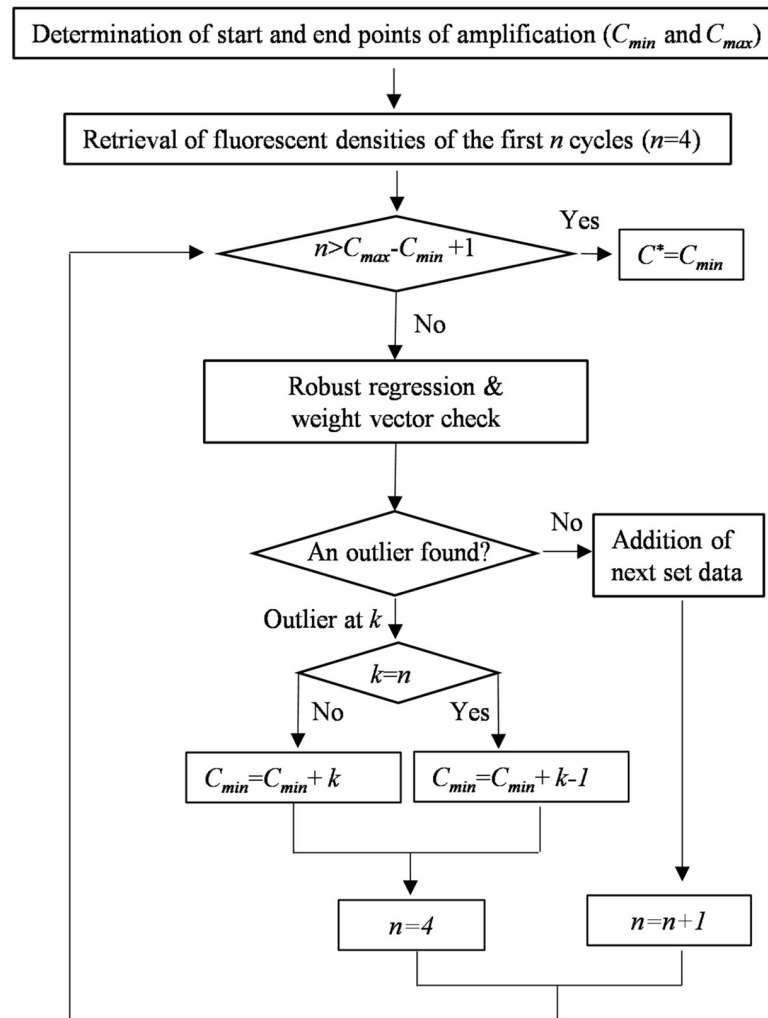 Determination of start and end points of amplification (Cmin and Cmax)
Retrieval of fluorescent densities of the first n cycles (n=4)
Yes
n>Cmax-Cmin +1
C*=Cmin
No
Robust regression &
weight vector check
No
An outlier found?
Addition of
next set data
Outlier at k
k=n
No
Yes
Cmin=Cmin+ k
Cmin=Cmin+ k-1
n=4
n=n+1